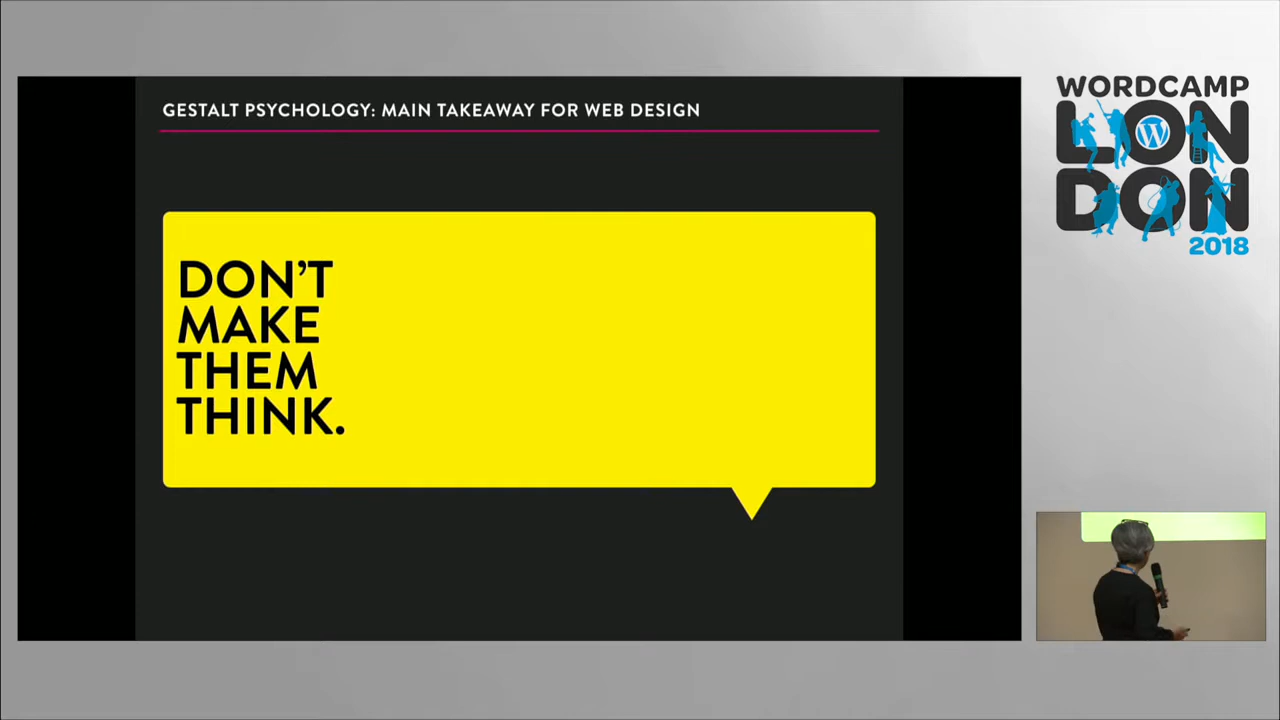 GESTALT PSYCHOLOGY: MAIN TAKEAWAY FOR WEB DESIGN
DON'T
MAKE
THEM
THINK.
WORDCAMP
LON
DON
2018